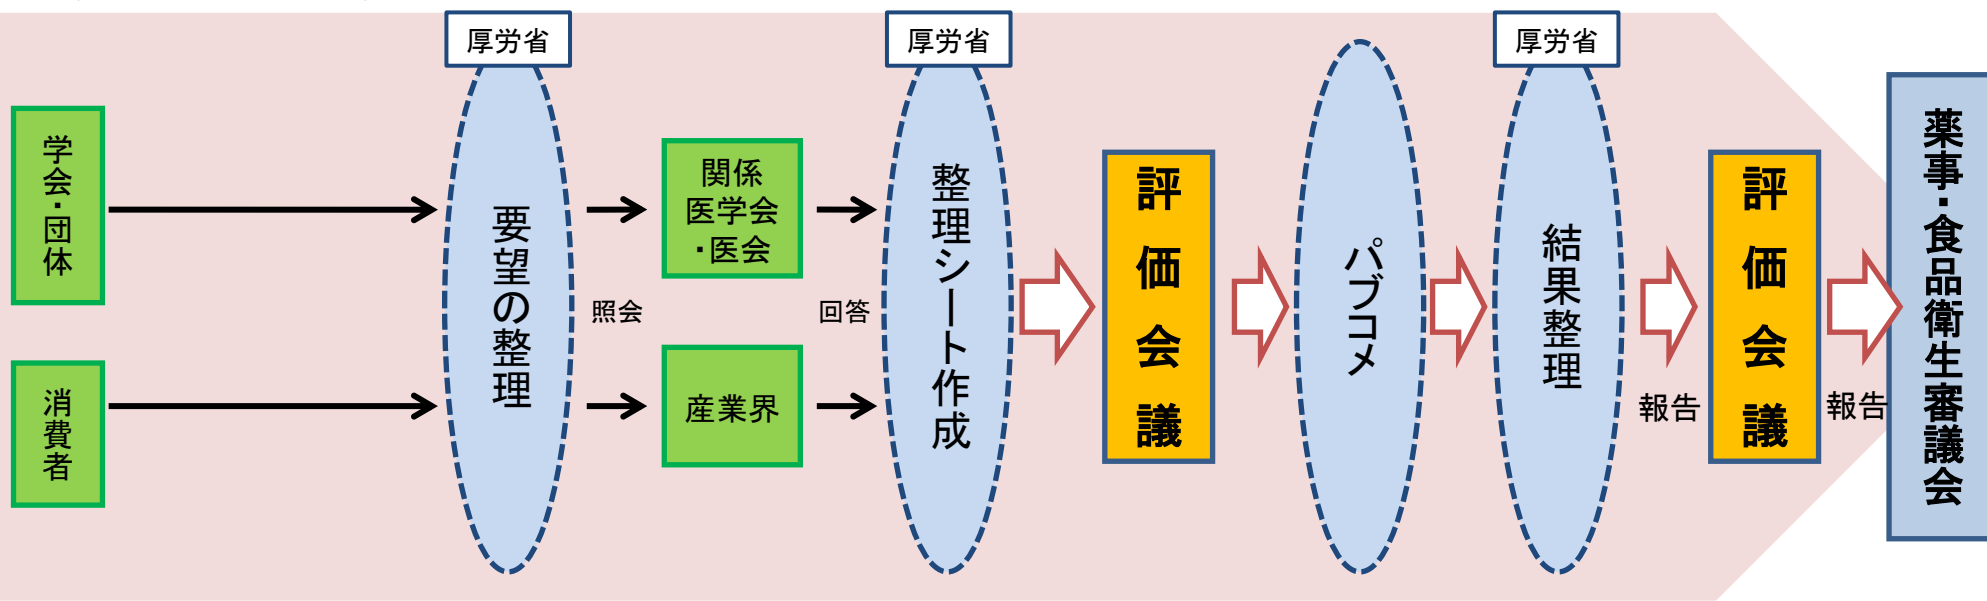 厚労省
厚労省
厚労省
学会・団体
消費者
要望の整理
照会
関係
医学会
・医会
産業界
回答
整理シート作成
評価会議
パブコメ
結果整理
報告
評価会議
報告
薬事・食品衛生審議会